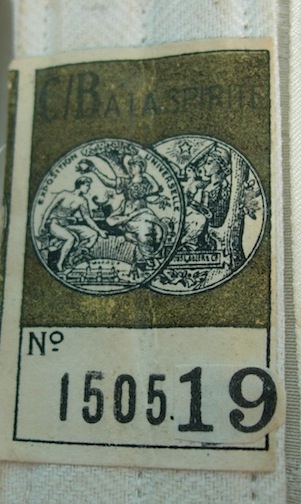 C/B A LA SPIRITE
EXPOSITION UNIVERSELLE
Nº
1505.19